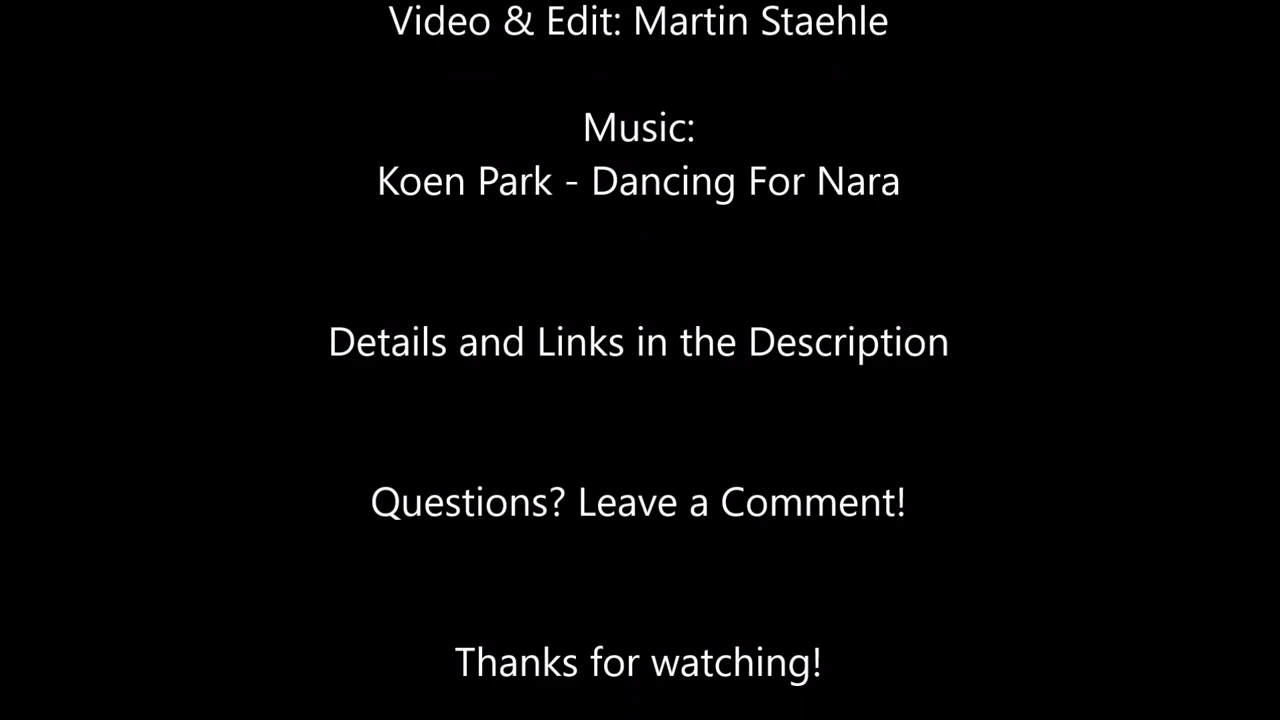 Video & Edit: Martin Staehle
Music:
Koen Park - Dancing For Nara
Details and Links in the Description
Questions? Leave a Comment!
Thanks for watching!